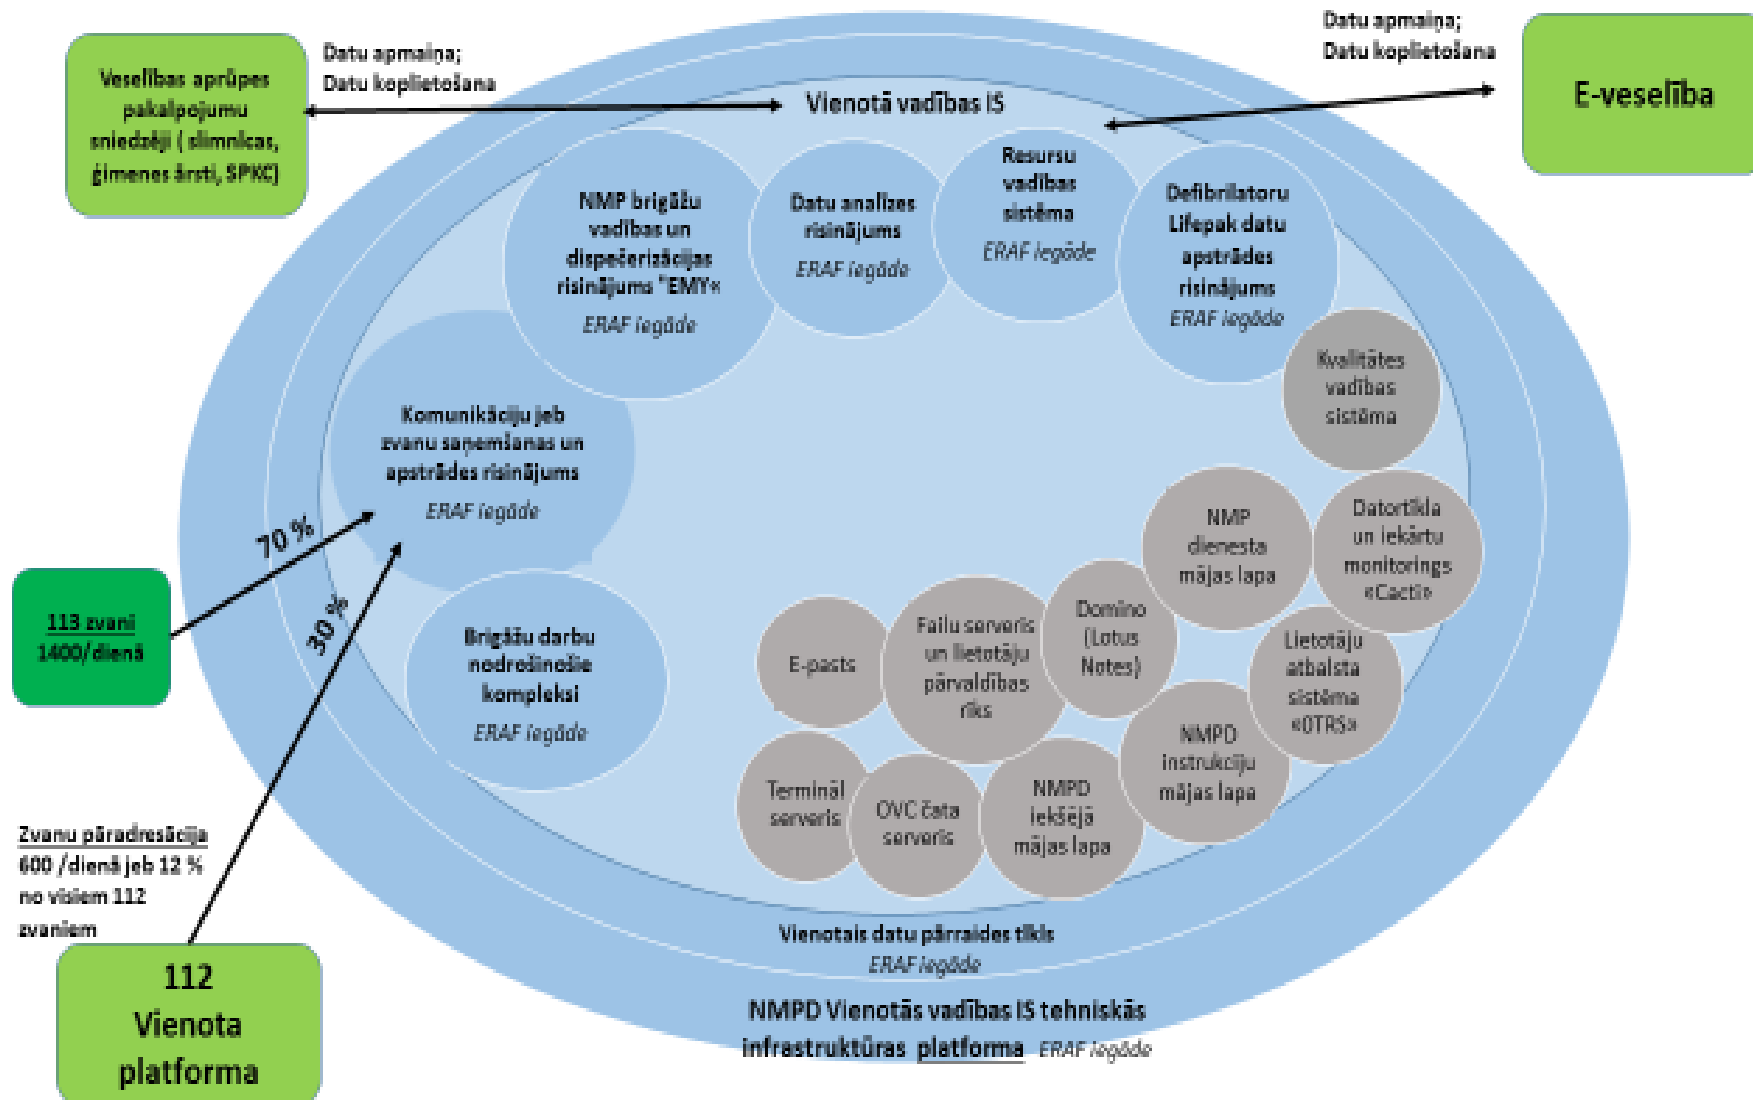 Veselības aprūpes
pakalpojumu
sniedzēji ( slimnīcas,
ģimenes ārsti, SPKC)
Datu apmaiņa;
Datu koplietošana
Datu apmaiņa;
Datu koplietošana
E-veselība
Vienotā vadības IS
NMP brigāžu
vadības un
dispečerizācijas
risinājums "EMY«
ERAF iegāde
Datu analīzes
risinājums
ERAF iegāde
Resursu
vadības
sistēma
ERAF iegāde
Defibrilatoru
Lifepak datu
apstrādes
risinājums
ERAF iegāde
Kvalitātes
vadības
sistēma
Komunikāciju jeb
zvanu saņemšanas un
apstrādes risinājums
ERAF iegāde
70 %
30 %
113 zvani
1400/dienā
Brigāžu darbu
nodrošinošie
kompleksi
ERAF iegāde
NMP
dienesta
mājas lapa
Datortīkla
un iekārtu
monitorings
«Cacti»
E-pasts
Failu serveris
un lietotāju
pārvaldības
rīks
Domino
(Lotus
Notes)
Lietotāju
atbalsta
sistēma
«OTRS»
Termināl
serveris
OVC čata
serveris
NMPD
iekšējā
mājas lapa
NMPD
instrukciju
mājas lapa
Zvanu pāradresācija
600 /dienā jeb 12 %
no visiem 112
zvaniem
112
Vienota
platforma
Vienotais datu pārraides tīkls
ERAF iegāde
NMPD Vienotās vadības IS tehniskās
infrastruktūras platforma ERAF iegāde